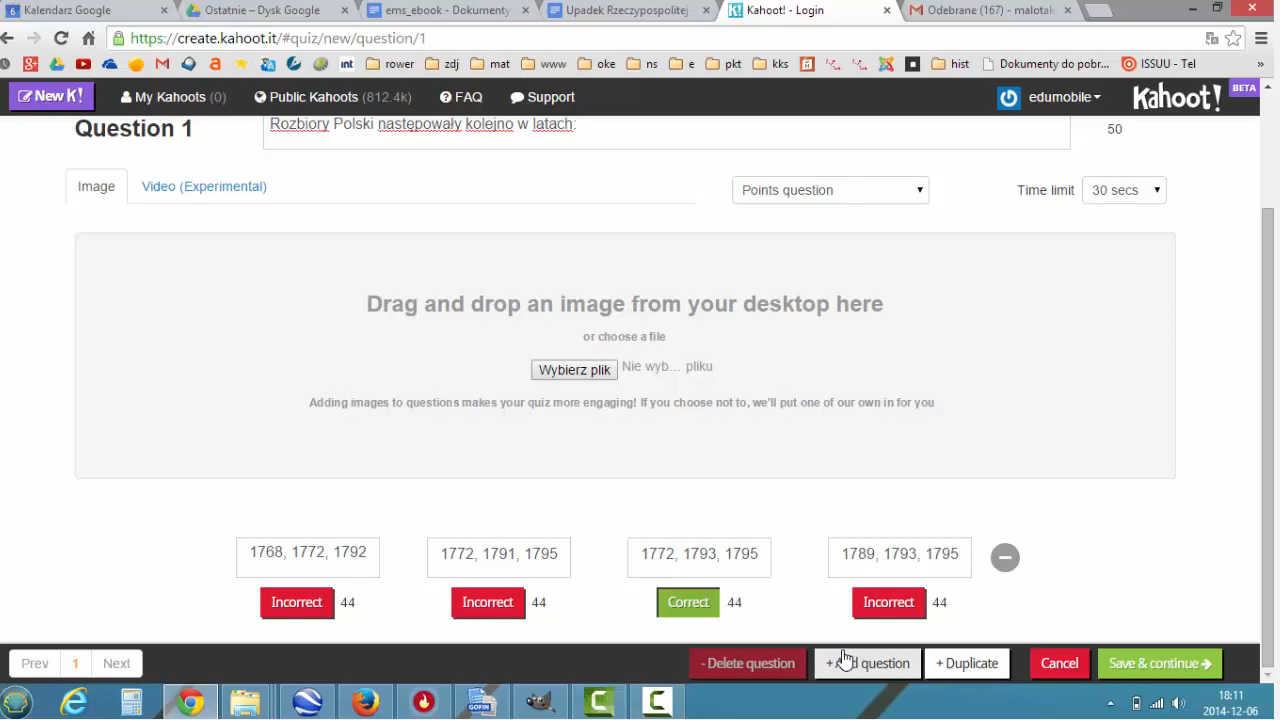 Kalendarz Google
Ostatnie – Dysk Google
ems_ebook - Dokumenty
Upadek Rzeczypospolitej
Kahoot! - Login
Odebrane (167) - malotak
https://create.kahoot.it/#quiz/new/question/1
int rower zdj mat www oke ns e pkt kks hist Dokumenty do pobr... ISSUU - Tel »
New K! My Kahoots (0) Public Kahoots (812.4k) FAQ Support edumobile Kahoot! BETA
Question 1 Rozbiory Polski następowały kolejno w latach: 50
Image Video (Experimental) Points question Time limit 30 secs
Drag and drop an image from your desktop here
or choose a file
Wybierz plik Nie wyb... pliku
Adding images to questions makes your quiz more engaging! If you choose not to, we'll put one of our own in for you
1768, 1772, 1792 1772, 1791, 1795 1772, 1793, 1795 1789, 1793, 1795
Incorrect 44 Incorrect 44 Correct 44 Incorrect 44
Prev 1 Next - Delete question + question + Duplicate Cancel Save & continue
GOFIN
18:11
2014-12-06